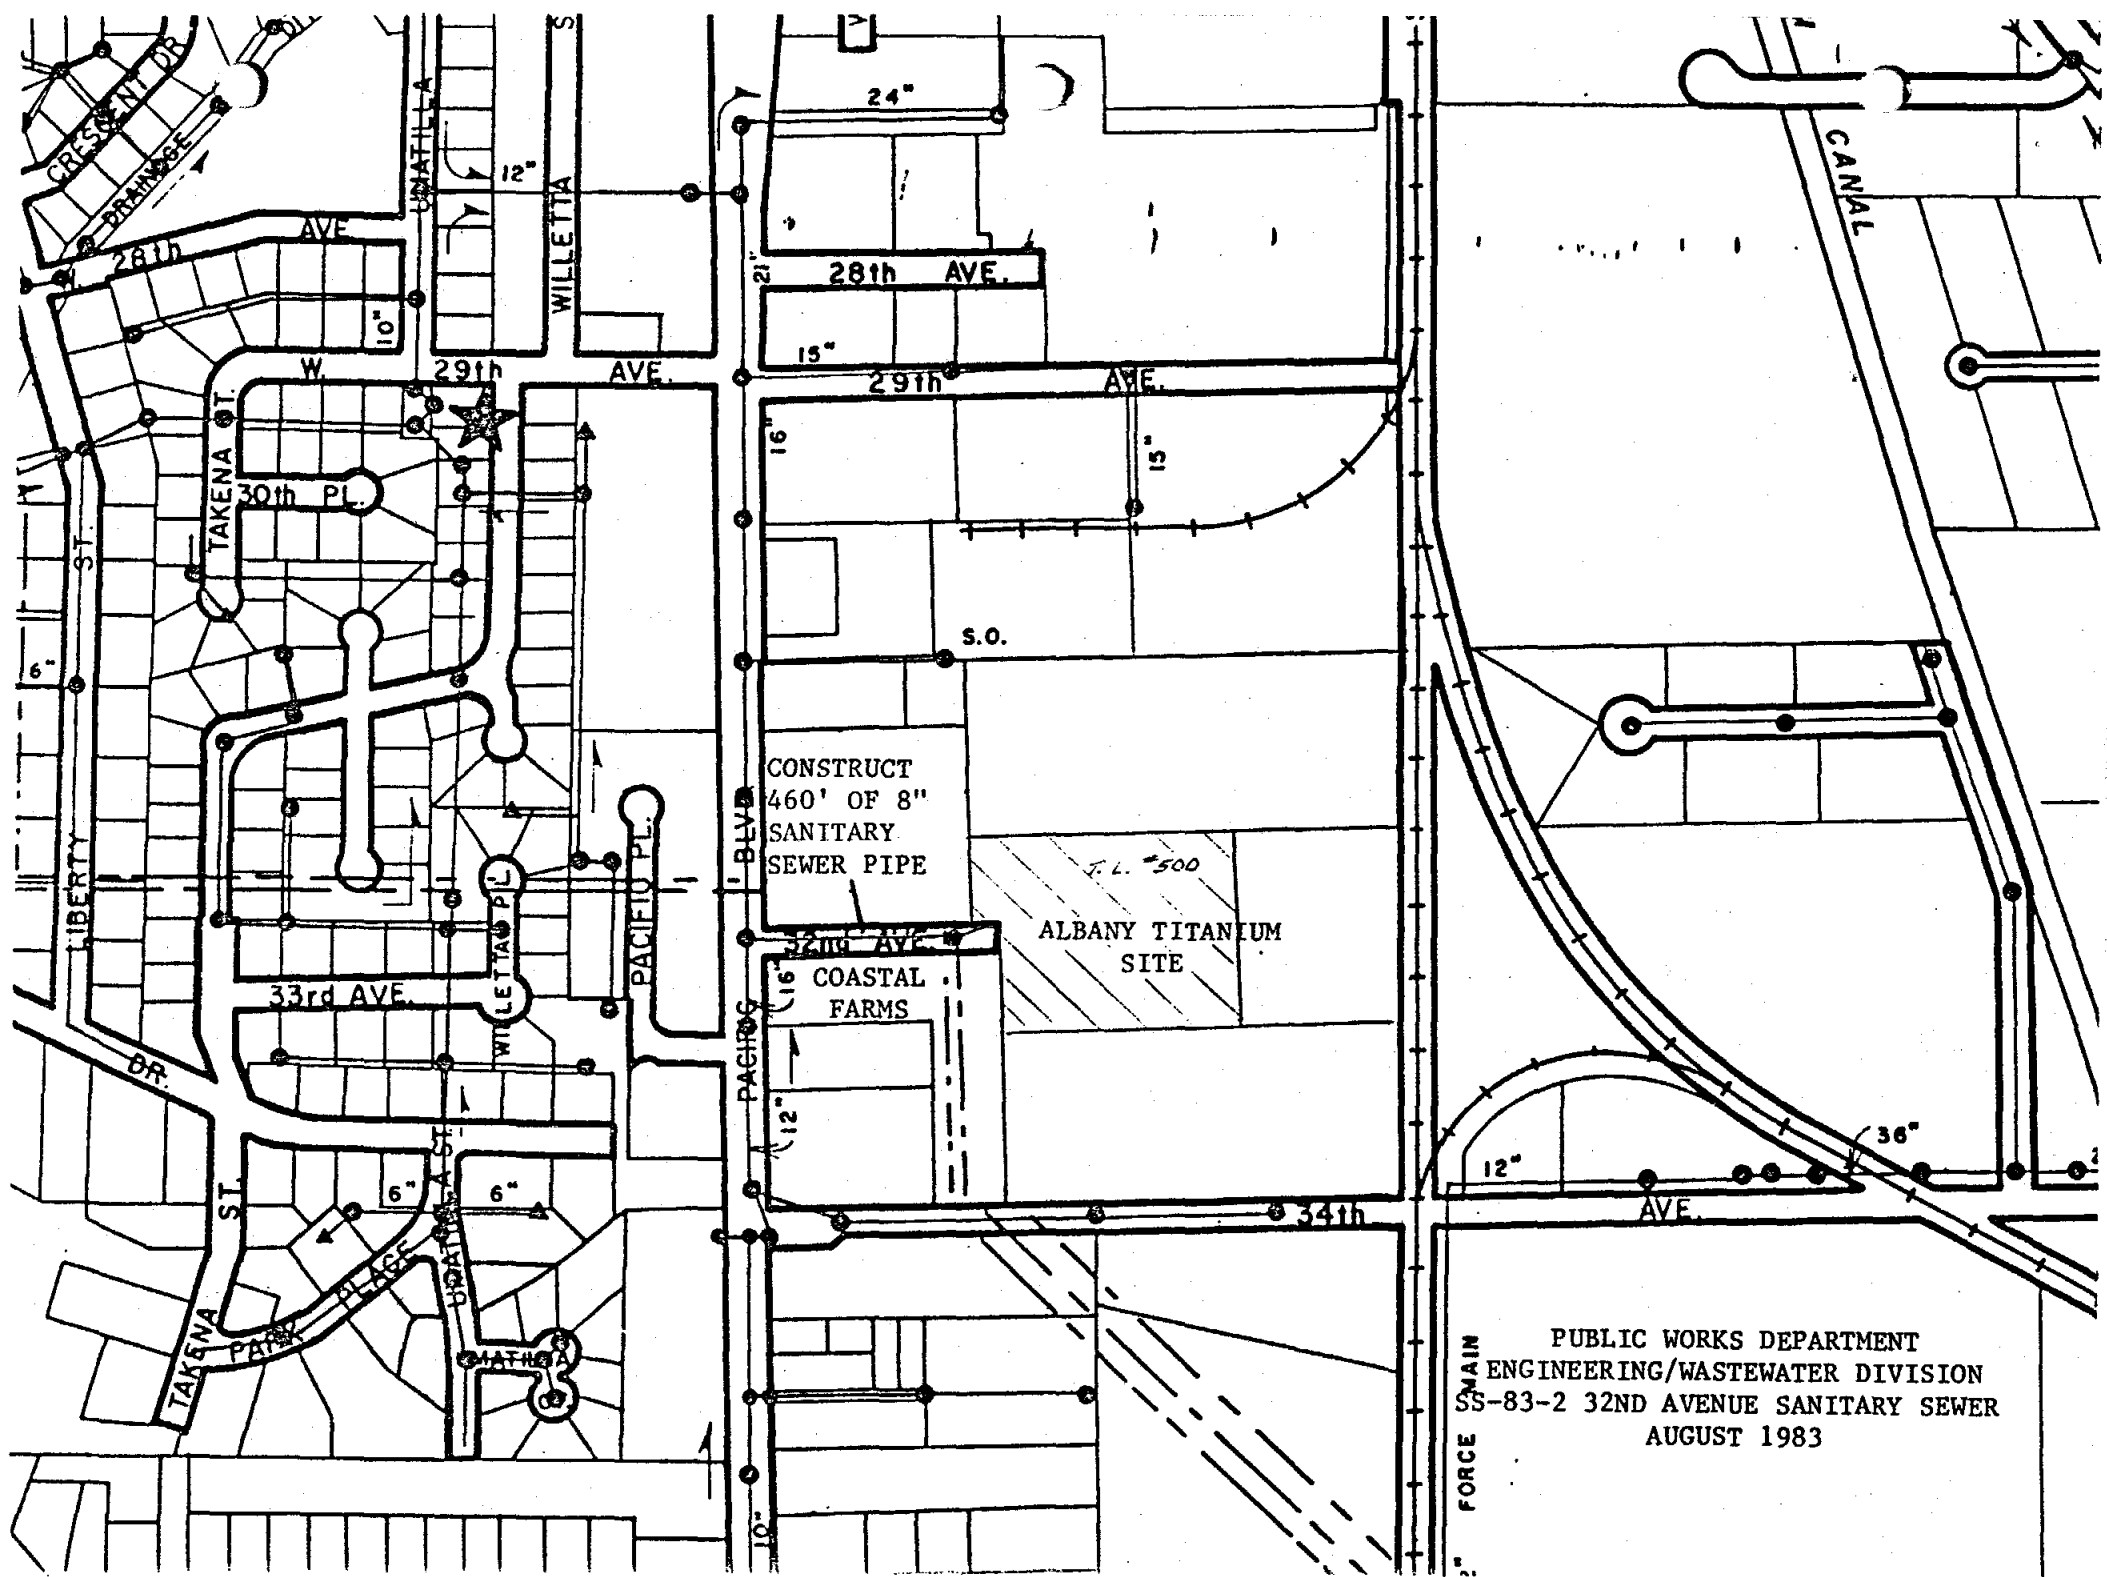 CRESCENT DR.
DRAINAGE
UMATILLA
WILLETTA
24"
12"
CANAL
28th AVE
21"
28th AVE.
10"
15"
W. 29th AVE.
29th AVE.
16"
15"
TAKENA ST.
30th PL.
ST.
S.O.
6"
CONSTRUCT
460' OF 8"
SANITARY
SEWER PIPE
BLVD
T.L. #500
LIBERTY
WILLETTA PL.
PACIFIC PL.
32nd AVE.
ALBANY TITANIUM
SITE
COASTAL
FARMS
16"
33rd AVE.
PACIFIC
DR.
12"
36"
ST.
6"
6"
12"
UMATILLA ST.
34th AVE.
PARK PLACE
TAKENA
UMATILLA
MAIN
PUBLIC WORKS DEPARTMENT
ENGINEERING/WASTEWATER DIVISION
SS-83-2 32ND AVENUE SANITARY SEWER
AUGUST 1983
FORCE
10"